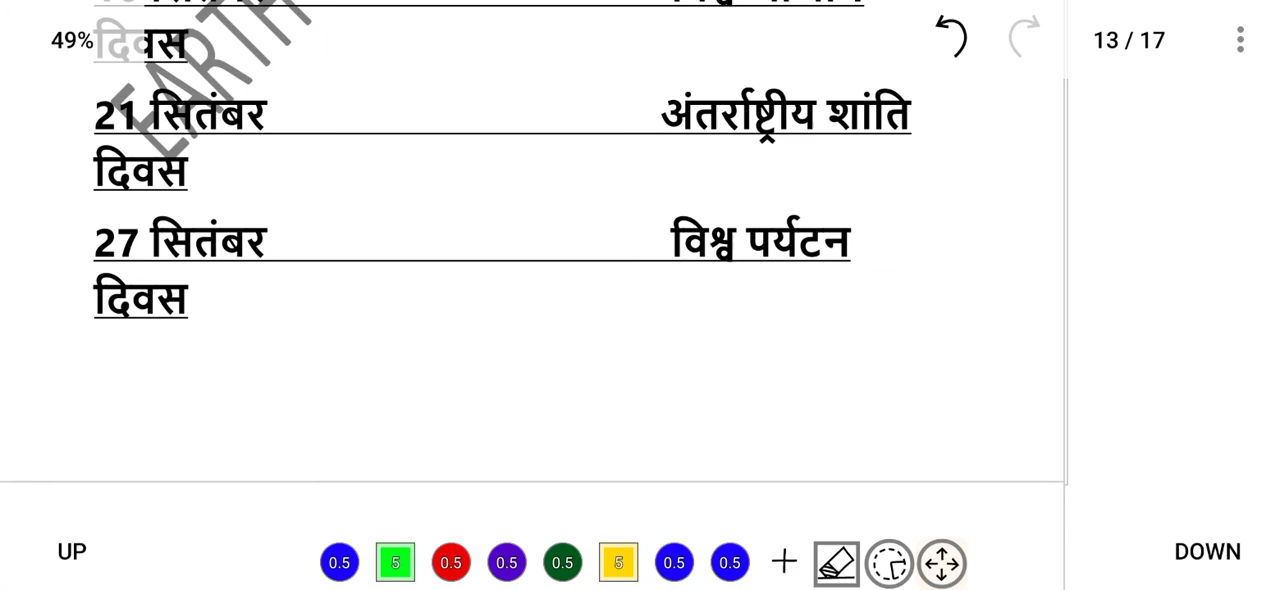 49%
दिवस
13 / 17
EARTH
21 सितंबर अंतर्राष्ट्रीय शांति
दिवस
27 सितंबर विश्व पर्यटन
दिवस
UP
0.5 5 0.5 0.5 0.5 5 0.5 0.5
DOWN